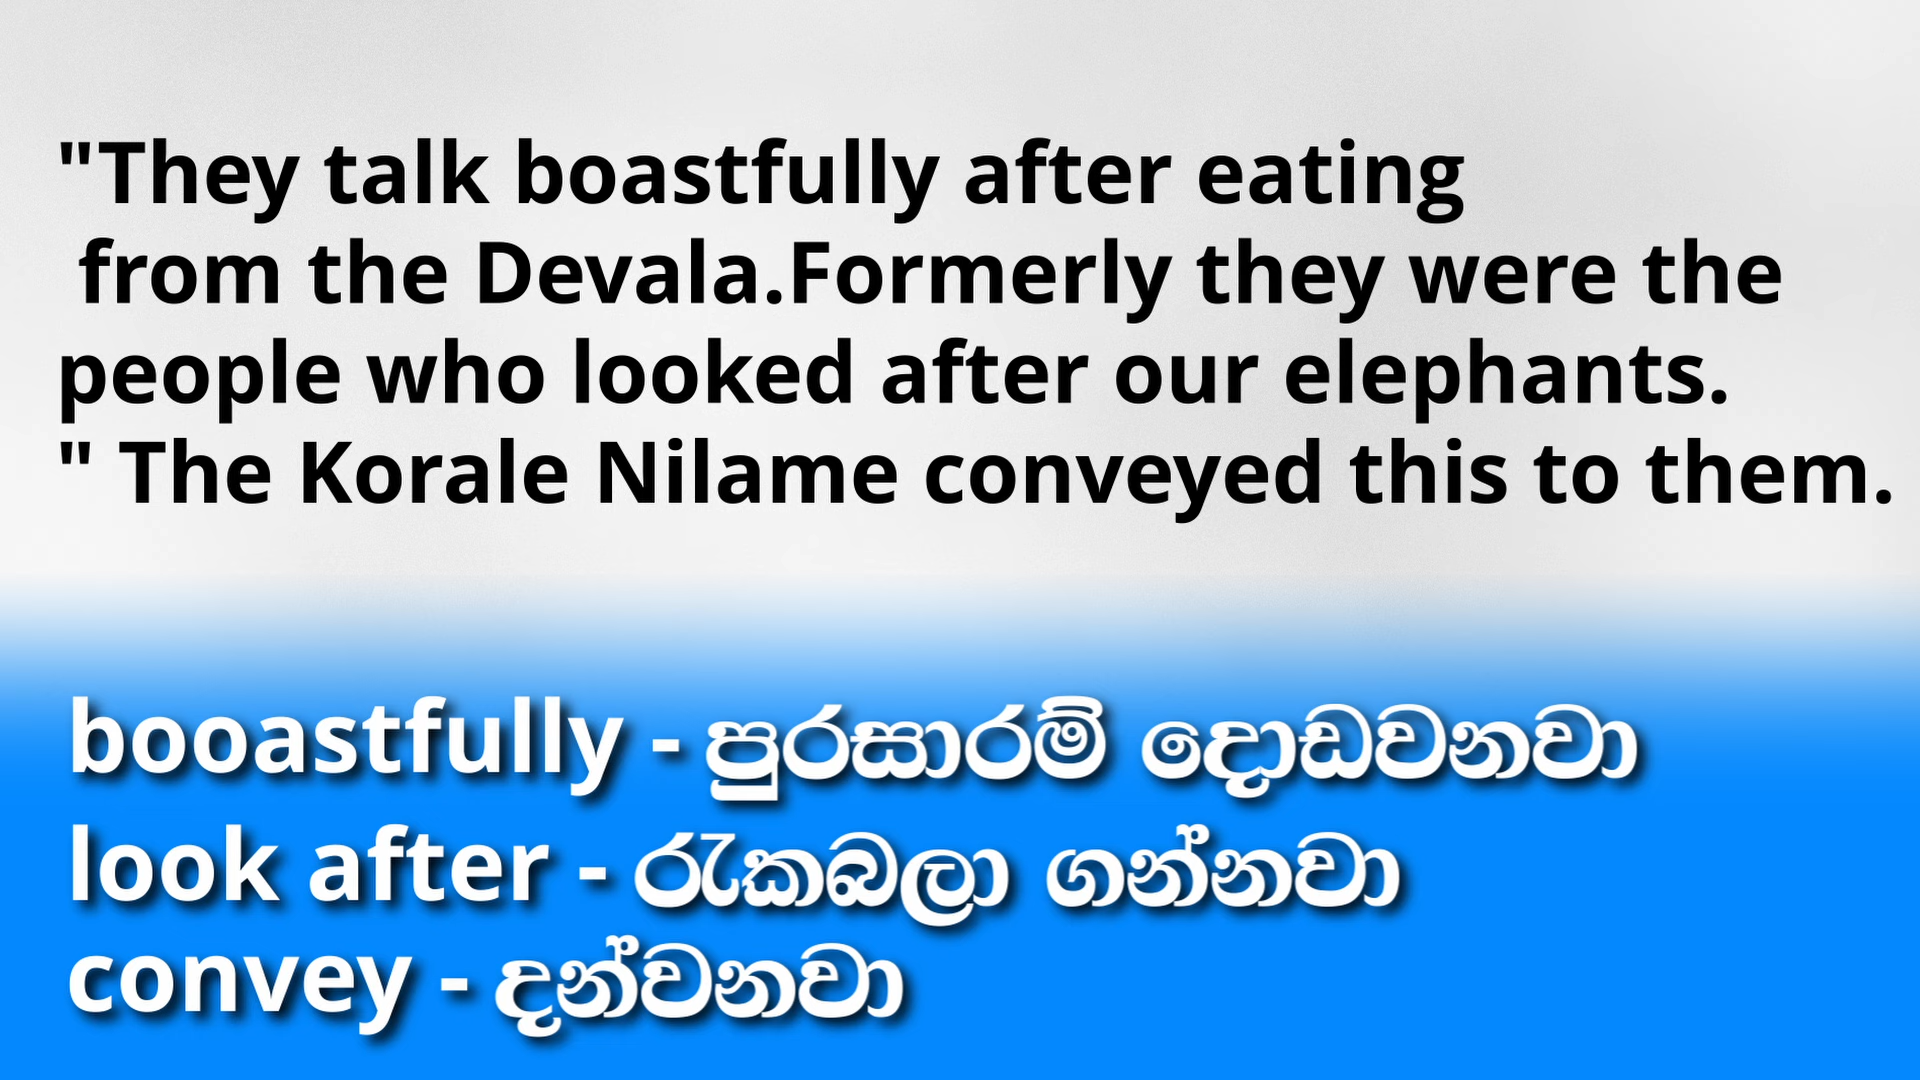 "They talk boastfully after eating
from the Devala.Formerly they were the
people who looked after our elephants.
" The Korale Nilame conveyed this to them.
booastfully - පුරසාරම් දොඩවනවා
look after - රැකබලා ගන්නවා
convey - දන්වනවා